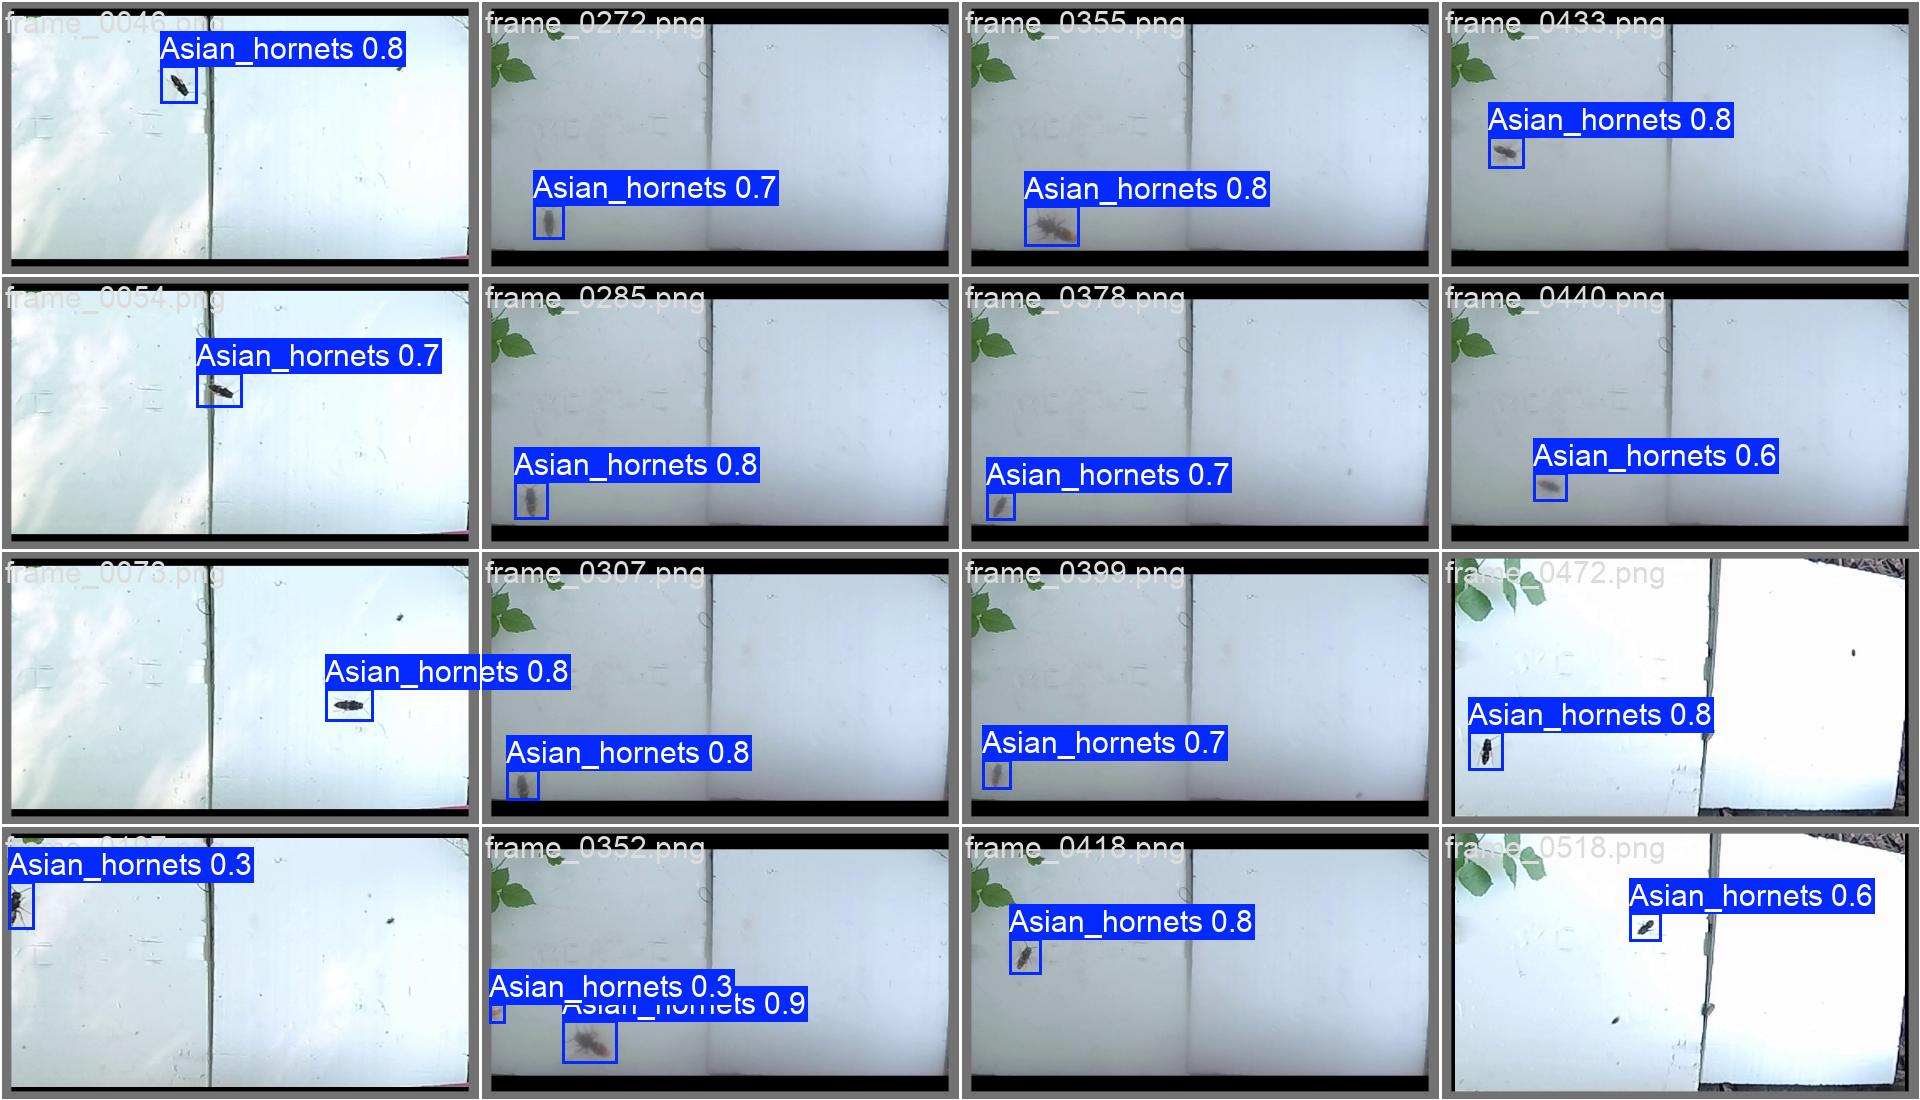 frame_0046.png
Asian_hornets 0.8
frame_0272.png
Asian_hornets 0.7
frame_0355.png
Asian_hornets 0.8
frame_0433.png
Asian_hornets 0.8
frame_0054.png
Asian_hornets 0.7
frame_0285.png
Asian_hornets 0.8
frame_0378.png
Asian_hornets 0.7
frame_0440.png
Asian_hornets 0.6
frame_0073.png
Asian_hornets 0.8
frame_0307.png
Asian_hornets 0.8
frame_0399.png
Asian_hornets 0.7
frame_0472.png
Asian_hornets 0.8
Asian_hornets 0.3
frame_0352.png
Asian_hornets 0.3
Asian_hornets 0.9
frame_0418.png
Asian_hornets 0.8
frame_0518.png
Asian_hornets 0.6